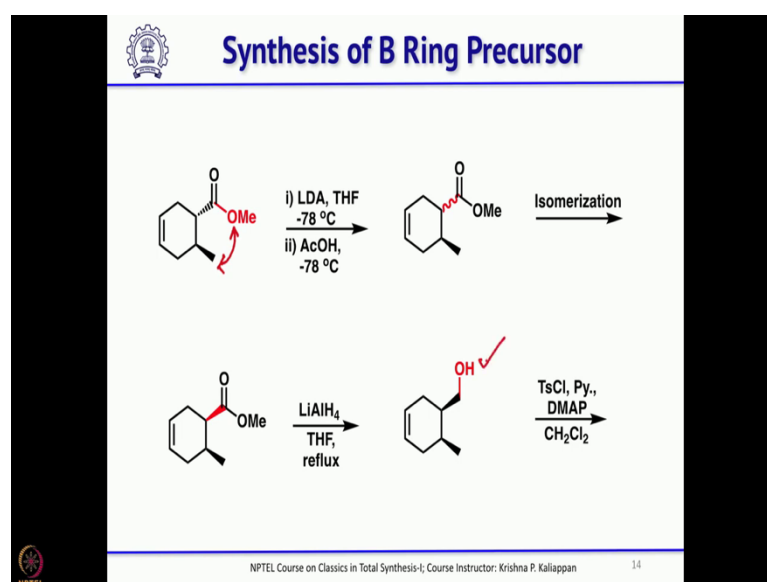 Synthesis of B Ring Precursor
O
OMe
i) LDA, THF
-78 °C
ii) AcOH,
-78 °C
O
OMe
Isomerization
O
OMe
LiAlH4
THF,
reflux
OH
TsCl, Py.,
DMAP
CH2Cl2
NPTEL Course on Classics in Total Synthesis-I; Course Instructor: Krishna P. Kaliappan
14
NPTEL